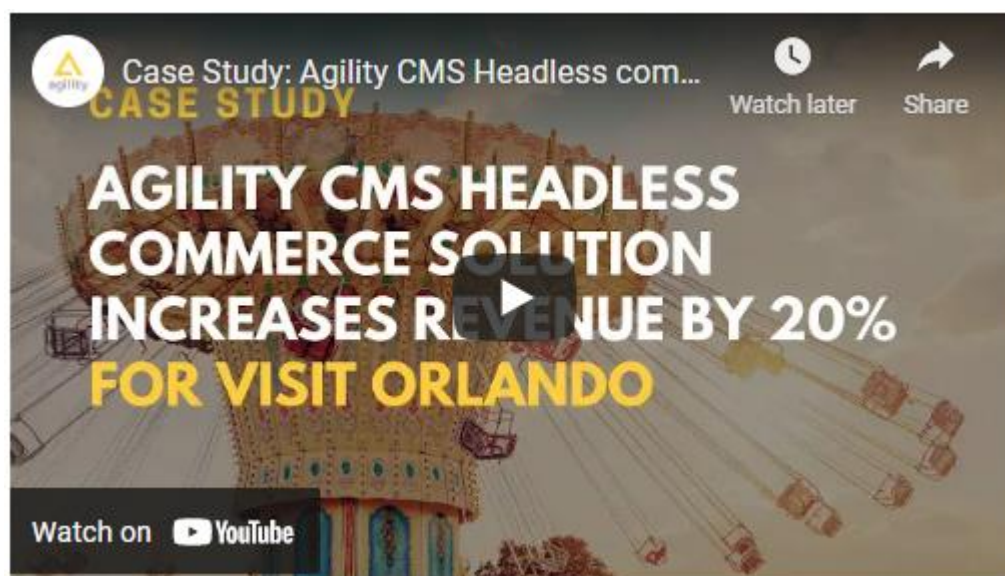 Case Study: Agility CMS Headless com...
Watch later
Share
agility
CASE STUDY
AGILITY CMS HEADLESS
COMMERCE SOLUTION
INCREASES REVENUE BY 20%
FOR VISIT ORLANDO
Watch on YouTube